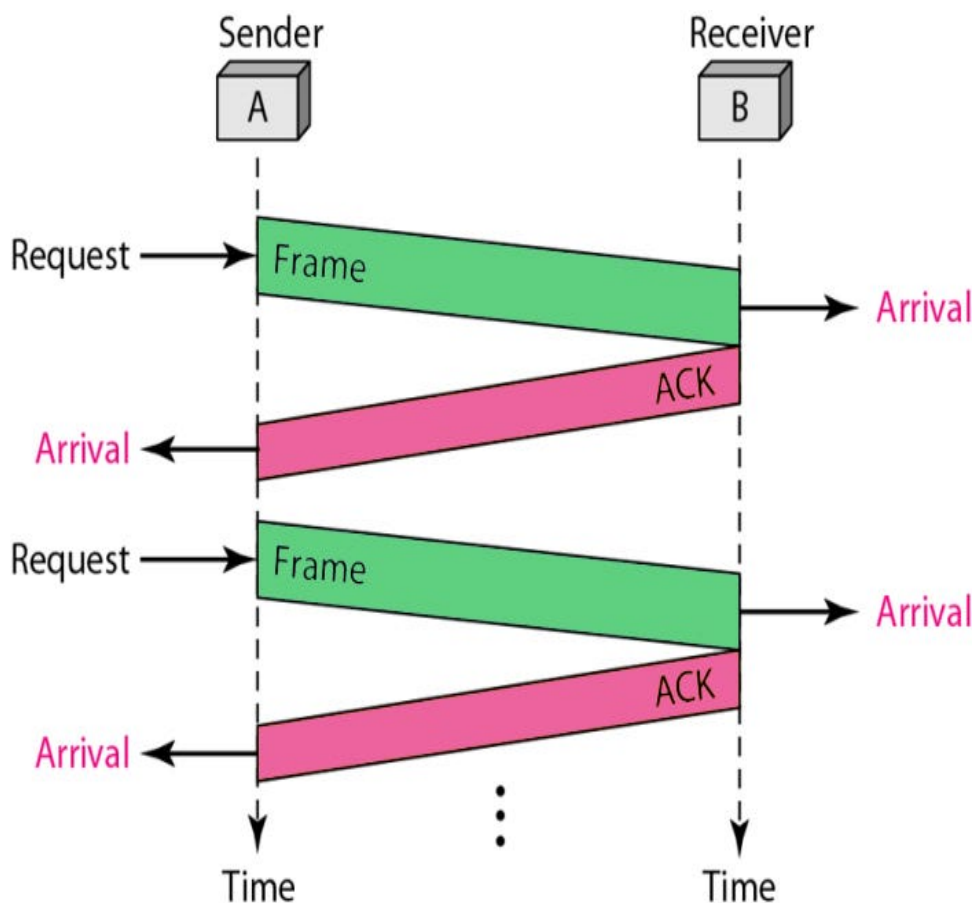 Sender
Receiver
A
B
Request
Frame
Arrival
ACK
Arrival
Request
Frame
Arrival
ACK
Arrival
Time
Time